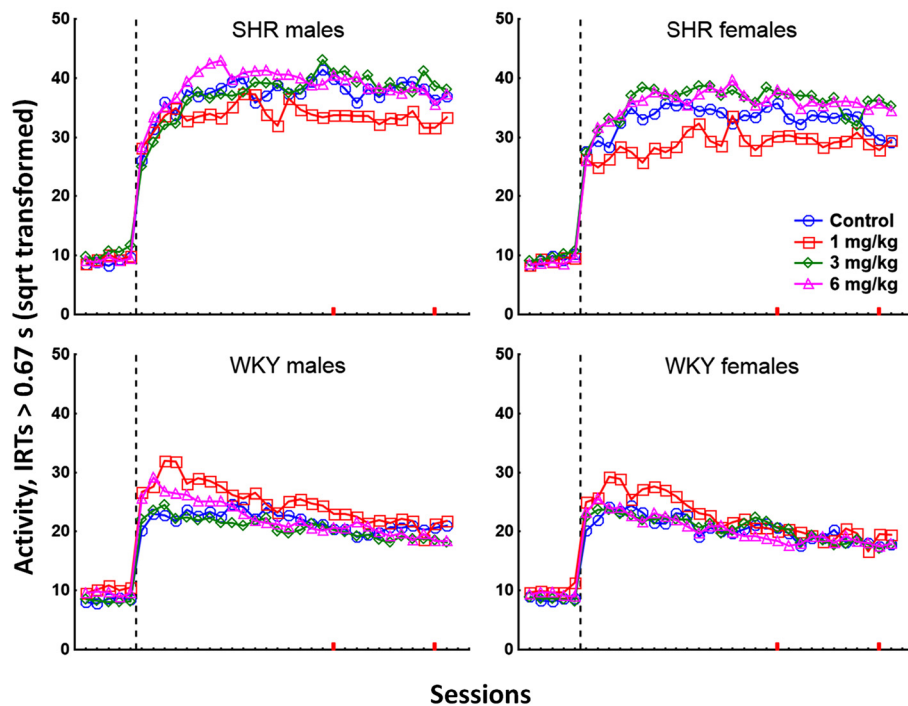 Activity, IRTs > 0.67 s (sqrt transformed)
SHR males
50
40
30
20
10
0
SHR females
50
40
30
20
10
0
Control
1 mg/kg
3 mg/kg
6 mg/kg
WKY males
50
40
30
20
10
0
WKY females
50
40
30
20
10
0
Sessions